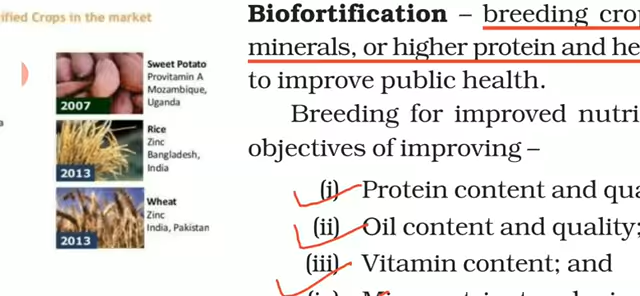 ified Crops in the market
Sweet Potato
Provitamin A
Mozambique,
Uganda
2007
Rice
Zinc
Bangladesh,
India
2013
Wheat
Zinc
India, Pakistan
2013
Biofortification – breeding cro
minerals, or higher protein and he
to improve public health.
Breeding for improved nutri
objectives of improving –
(i) Protein content and qua
(ii) Oil content and quality;
(iii) Vitamin content; and